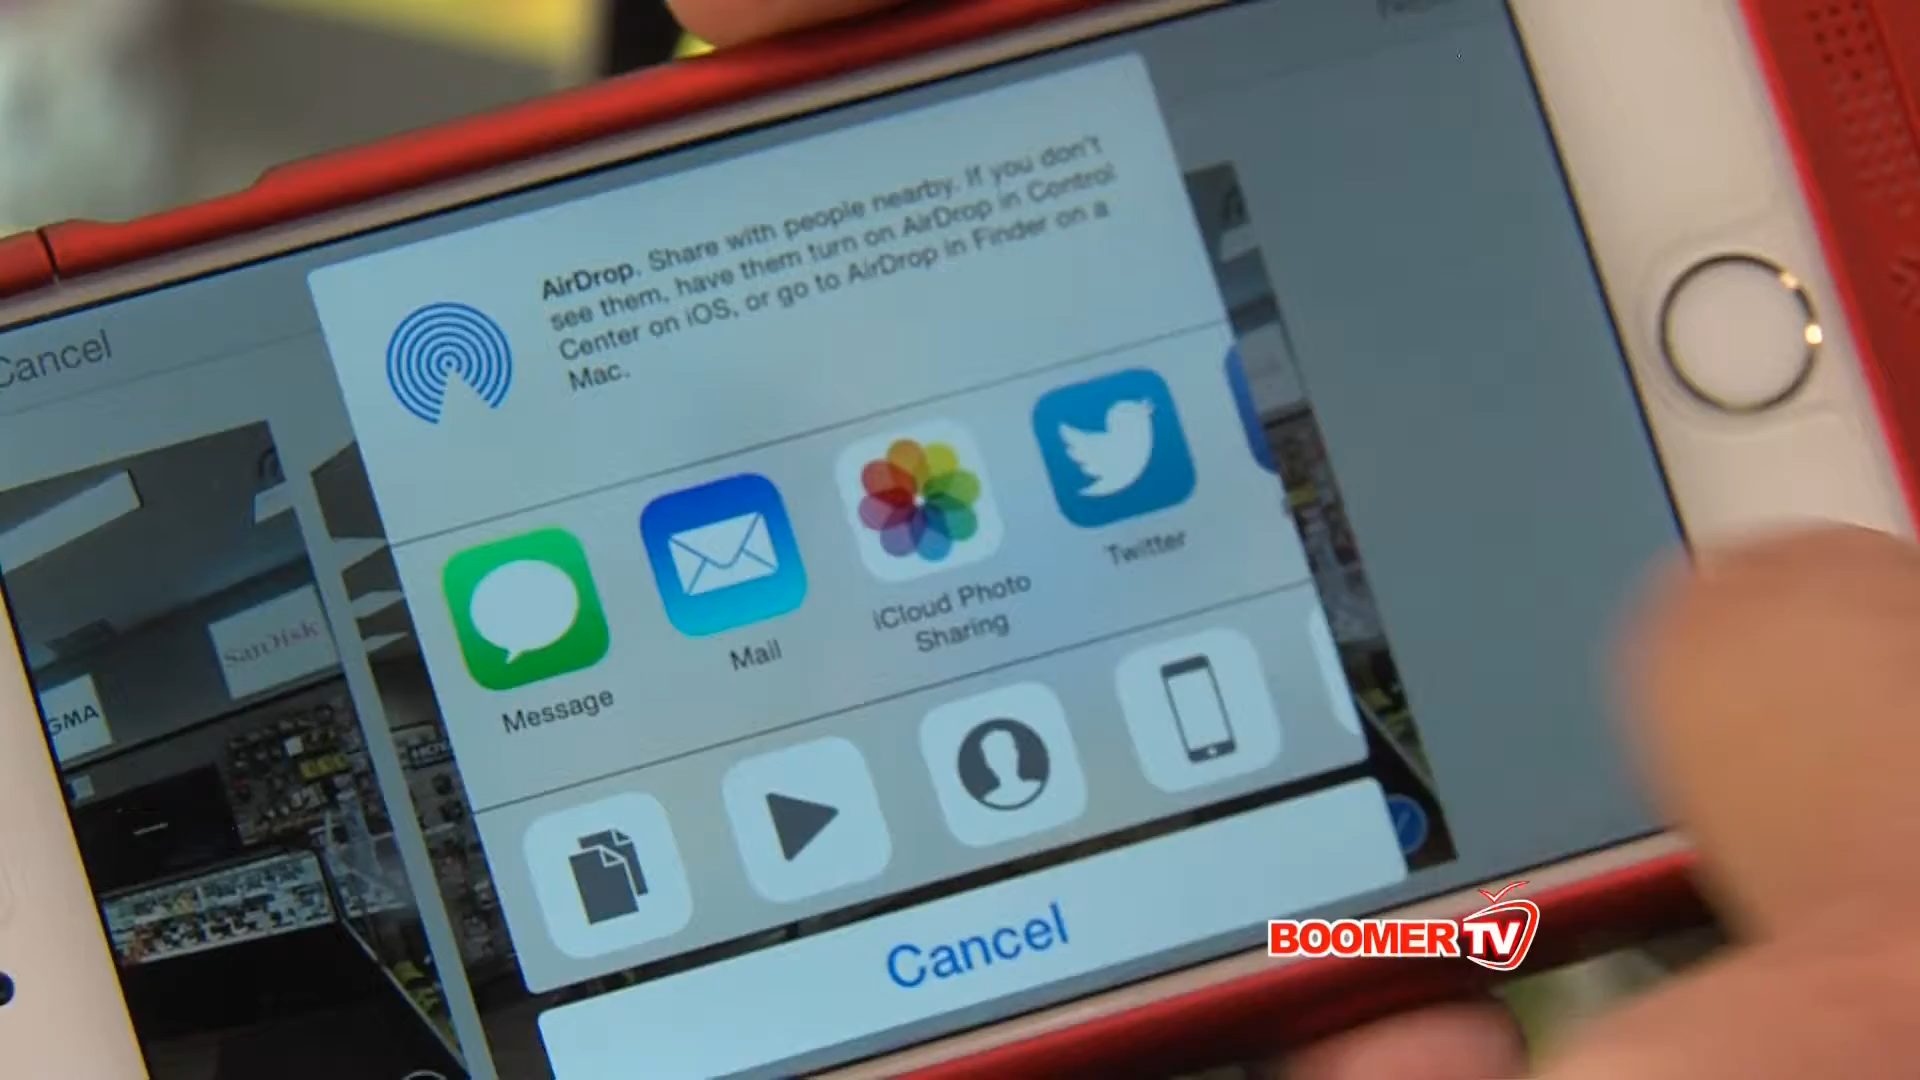 AirDrop. Share with people nearby. If you don't
see them, have them turn on AirDrop in Control
Center on iOS, or go to AirDrop in Finder on a
Mac.
Cancel
Message
Mail
iCloud Photo
Sharing
Twitter
SanDisk
GMA
Cancel
BOOMER TV